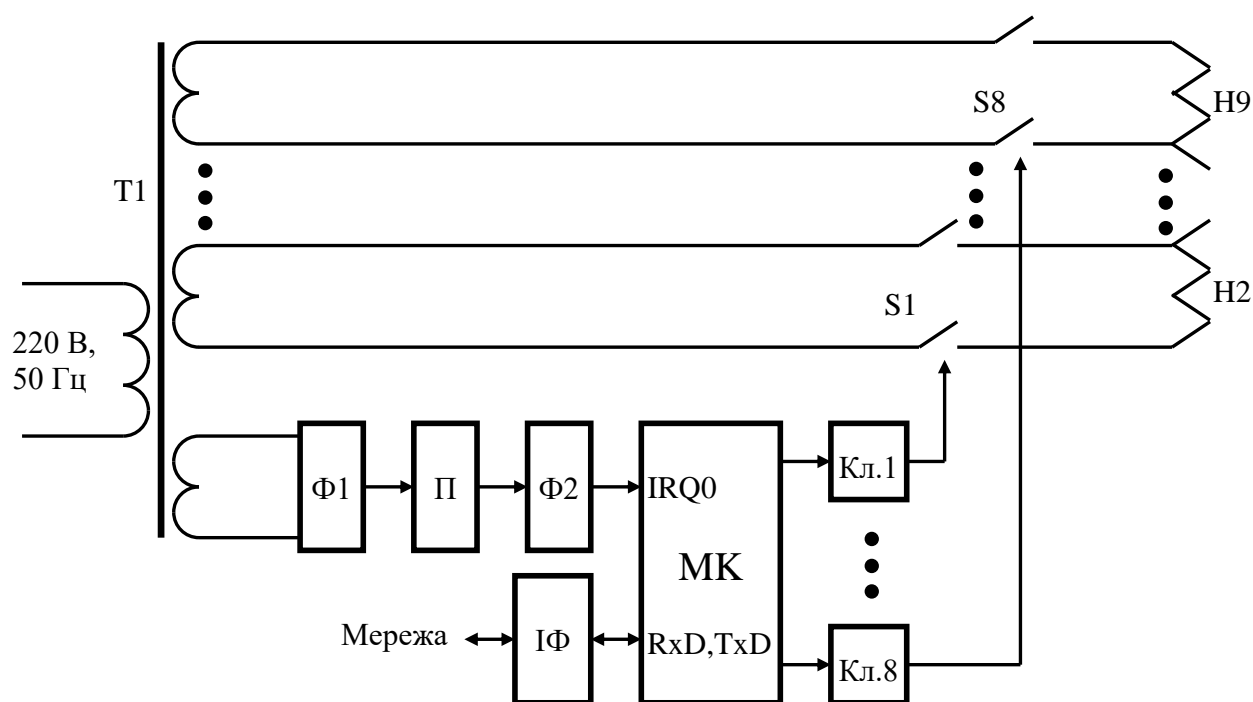 S8
H9
T1
H2
S1
220 В,
50 Гц
Кл.1
Ф1
П
Ф2
IRQ0
МК
Мережа
ІФ
RxD,TxD
Кл.8